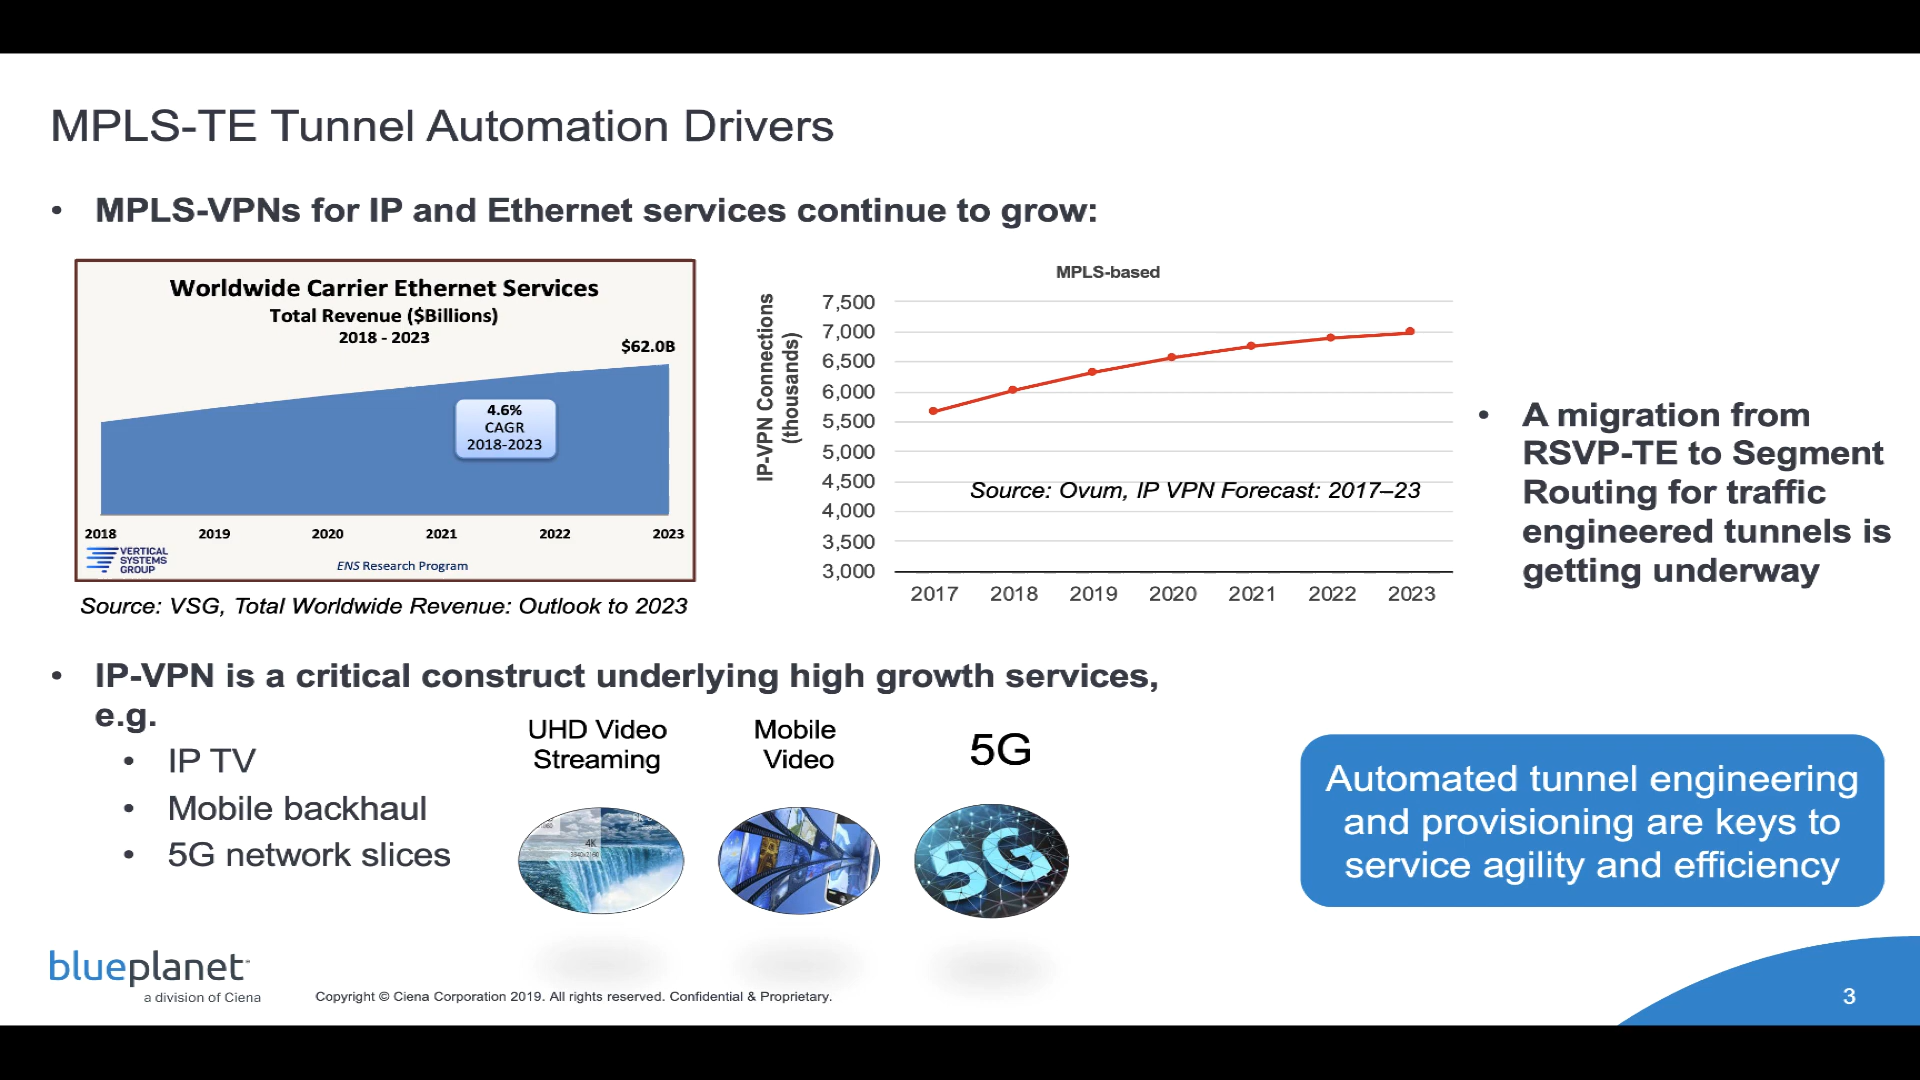 MPLS-TE Tunnel Automation Drivers
• MPLS-VPNs for IP and Ethernet services continue to grow:
Worldwide Carrier Ethernet Services
Total Revenue ($Billions)
2018 - 2023
$62.0B
4.6%
CAGR
2018-2023
2018 2019 2020 2021 2022 2023
VERTICAL
SYSTEMS
GROUP
ENS Research Program
Source: VSG, Total Worldwide Revenue: Outlook to 2023
MPLS-based
IP-VPN Connections
(thousands)
7,500
7,000
6,500
6,000
5,500
5,000
4,500
4,000
3,500
3,000
Source: Ovum, IP VPN Forecast: 2017–23
2017 2018 2019 2020 2021 2022 2023
• A migration from
RSVP-TE to Segment
Routing for traffic
engineered tunnels is
getting underway
• IP-VPN is a critical construct underlying high growth services,
e.g.
• IP TV
• Mobile backhaul
• 5G network slices
UHD Video
Streaming
4K
Mobile
Video
5G
5G
Automated tunnel engineering
and provisioning are keys to
service agility and efficiency
blueplanet
a division of Ciena
Copyright © Ciena Corporation 2019. All rights reserved. Confidential & Proprietary.
3